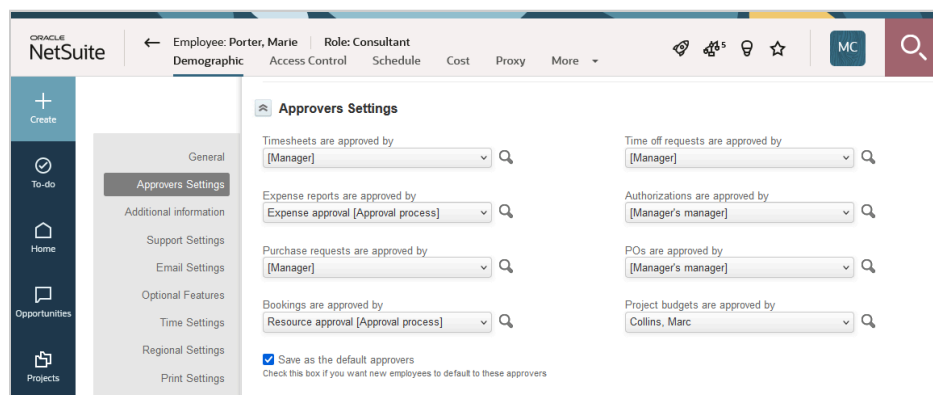 ORACLE
NetSuite
Employee: Porter, Marie Role: Consultant
Demographic Access Control Schedule Cost Proxy More
5
MC
Create
To-do
Home
Opportunities
Projects
General
Approvers Settings
Additional information
Support Settings
Email Settings
Optional Features
Time Settings
Regional Settings
Print Settings
Approvers Settings
Timesheets are approved by
[Manager]
Time off requests are approved by
[Manager]
Expense reports are approved by
Expense approval [Approval process]
Authorizations are approved by
[Manager's manager]
Purchase requests are approved by
[Manager]
POs are approved by
[Manager's manager]
Bookings are approved by
Resource approval [Approval process]
Project budgets are approved by
Collins, Marc
Save as the default approvers
Check this box if you want new employees to default to these approvers